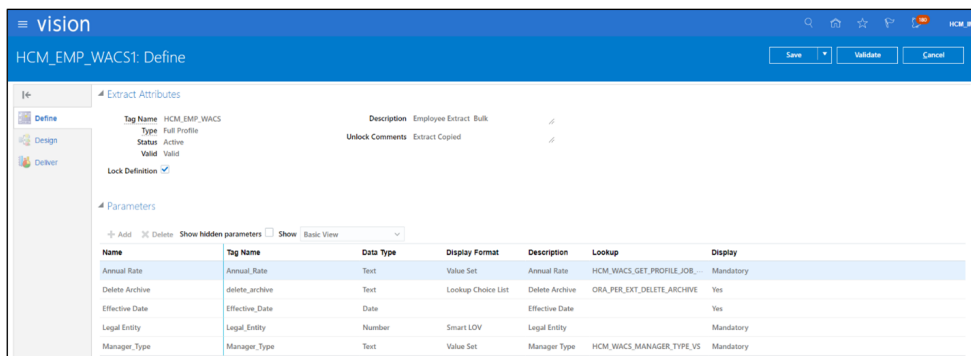 vision
180
HCM_EMP_WACS1: Define
Save
Validate
Cancel
Define
Design
Deliver
Extract Attributes
Tag Name HCM_EMP_WACS
Type Full Profile
Status Active
Valid Valid
Lock Definition
Description Employee Extract Bulk
Unlock Comments Extract Copied
Parameters
Add Delete Show hidden parameters Show Basic View
Name Tag Name Data Type Display Format Description Lookup Display
Annual Rate Annual_Rate Text Value Set Annual Rate HCM_WACS_GET_PROFILE_JOB_... Mandatory
Delete Archive delete_archive Text Lookup Choice List Delete Archive ORA_PER_EXT_DELETE_ARCHIVE Yes
Effective Date Effective_Date Date Effective Date Yes
Legal Entity Legal_Entity Number Smart LOV Legal Entity Mandatory
Manager_Type Manager_Type Text Value Set Manager Type HCM_WACS_MANAGER_TYPE_VS Mandatory